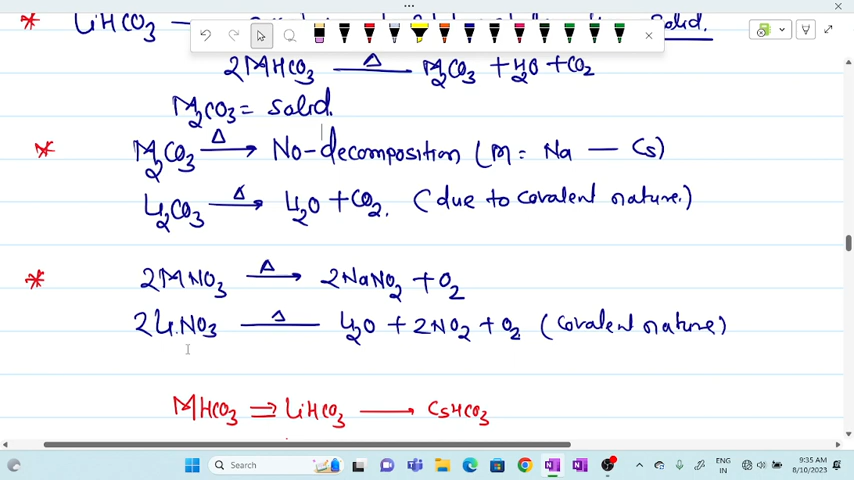 * LiHCO3 Solid.
2MHCO3 —Δ→ M2CO3 + H2O + CO2
M2CO3 = solid.
* M2CO3 —Δ→ No-decomposition (M = Na — Cs)
Li2CO3 —Δ→ Li2O + CO2. (due to covalent nature.)
* 2MNO3 —Δ→ 2NaNO2 + O2
2LiNO3 —Δ— Li2O + 2NO2 + O2 (covalent nature)
MHCO3 ⇒ LiHCO3 → CsHCO3
Search
ENG
IN
9:35 AM
8/10/2023